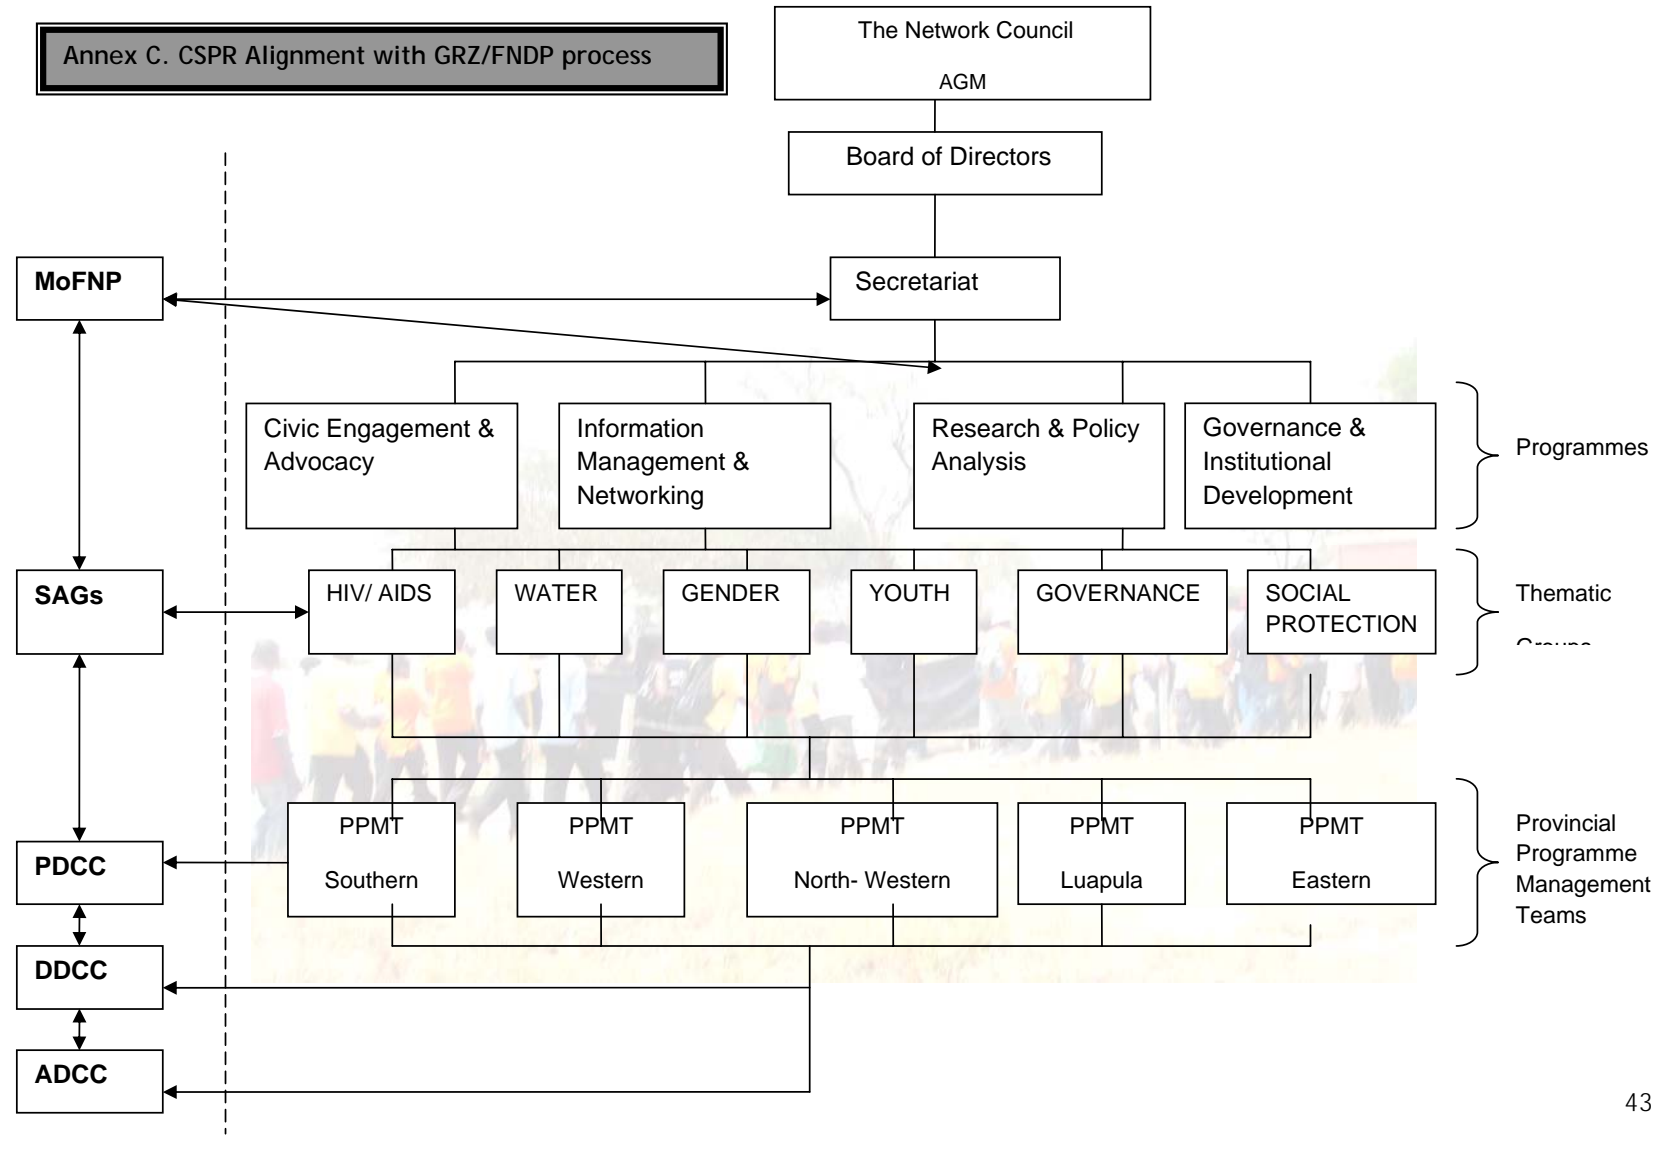 Annex C. CSPR Alignment with GRZ/FNDP process
The Network Council
AGM
Board of Directors
MoFNP
Secretariat
Civic Engagement &
Advocacy
Information
Management &
Networking
Research & Policy
Analysis
Governance &
Institutional
Development
Programmes
SAGs
HIV/ AIDS
WATER
GENDER
YOUTH
GOVERNANCE
SOCIAL
PROTECTION
Thematic
Groups
PDCC
PPMT
Southern
PPMT
Western
PPMT
North- Western
PPMT
Luapula
PPMT
Eastern
Provincial
Programme
Management
Teams
DDCC
ADCC
43